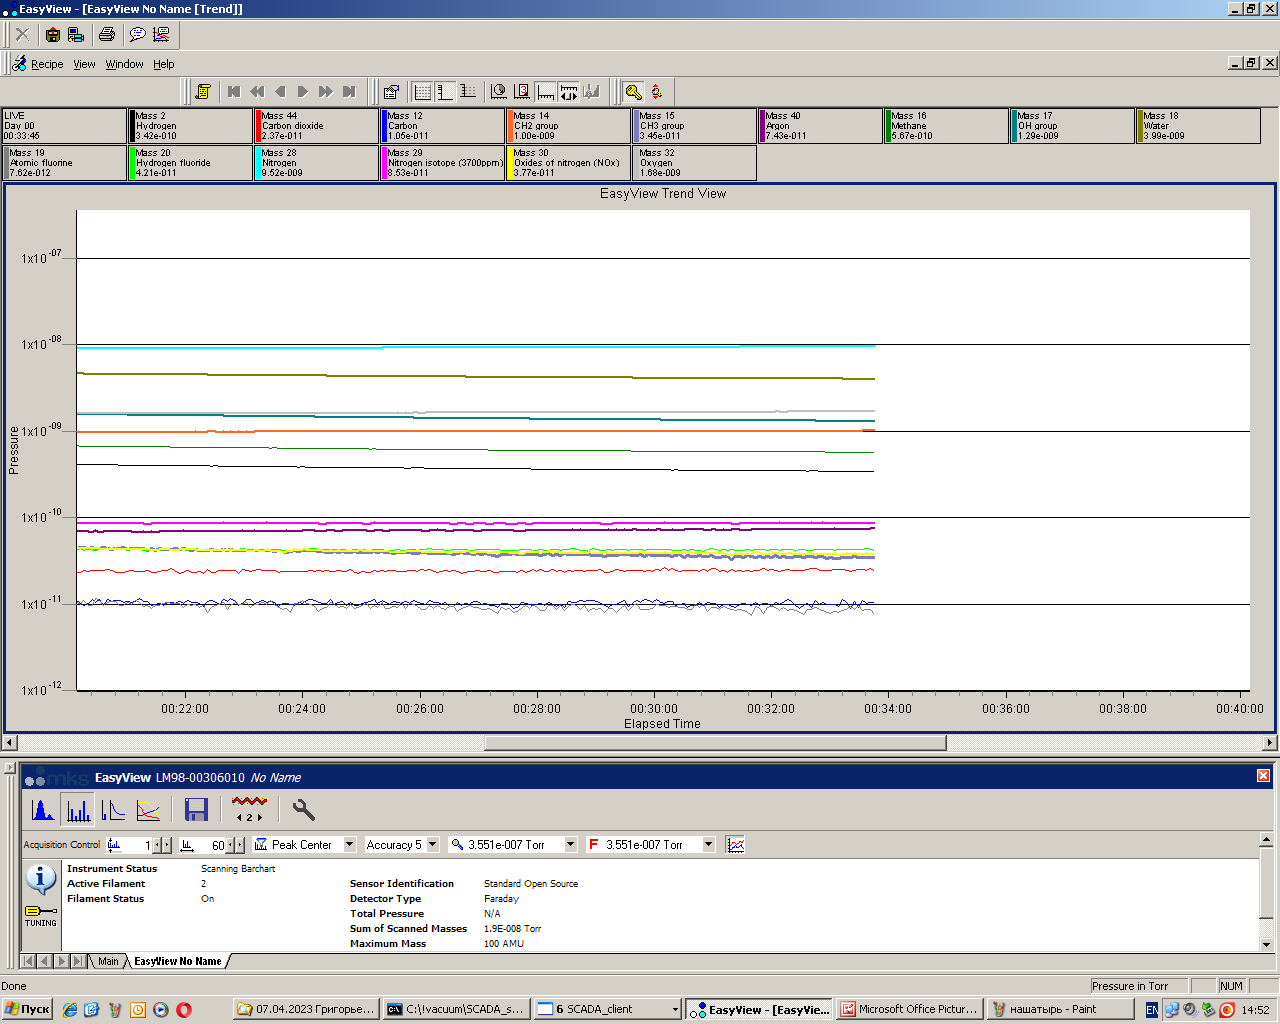 EasyView - [EasyView No Name [Trend]]
Recipe View Window Help
LIVE
Day 00
00:33:45
Mass 2
Hydrogen
3.42e-010
Mass 44
Carbon dioxide
2.37e-011
Mass 12
Carbon
1.05e-011
Mass 14
CH2 group
1.00e-009
Mass 15
CH3 group
3.45e-011
Mass 40
Argon
7.43e-011
Mass 16
Methane
5.67e-010
Mass 17
OH group
1.29e-009
Mass 18
Water
3.99e-009
Mass 19
Atomic fluorine
7.62e-012
Mass 20
Hydrogen fluoride
4.21e-011
Mass 28
Nitrogen
9.52e-009
Mass 29
Nitrogen isotope (3700ppm)
8.53e-011
Mass 30
Oxides of nitrogen (NOx)
3.77e-011
Mass 32
Oxygen
1.68e-009
EasyView Trend View
1x10 -07
1x10 -08
1x10 -09
1x10 -10
1x10 -11
1x10 -12
Pressure
00:22:00 00:24:00 00:26:00 00:28:00 00:30:00 00:32:00 00:34:00 00:36:00 00:38:00 00:40:00
Elapsed Time
mks EasyView LM98-00306010 No Name
2
Acquisition Control 1 60 Peak Center Accuracy 5 3.551e-007 Torr F 3.551e-007 Torr
TUNING
Instrument Status Scanning Barchart
Active Filament 2
Filament Status On
Sensor Identification Standard Open Source
Detector Type Faraday
Total Pressure N/A
Sum of Scanned Masses 1.9E-008 Torr
Maximum Mass 100 AMU
Main EasyView No Name
Done Pressure in Torr NUM
Пуск 07.04.2023 Григорье... C:\!vacuum\SCADA_s... 6 SCADA_client EasyView - [EasyVie... Microsoft Office Pictur... нашатырь - Paint EN 14:52